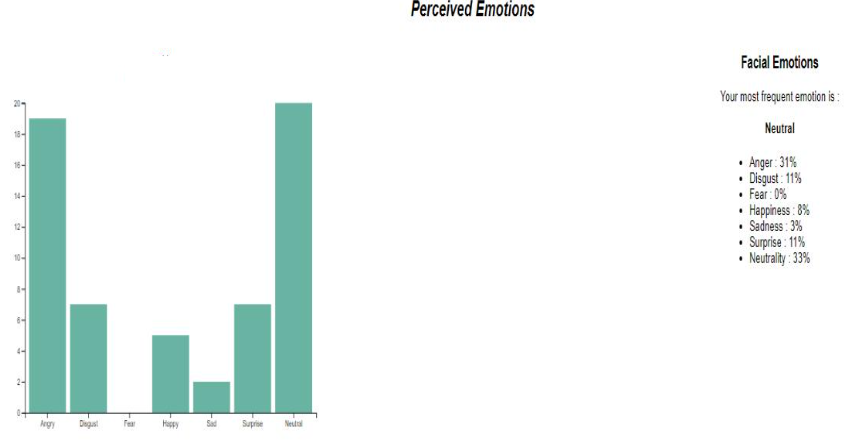 Perceived Emotions
Facial Emotions
Your most frequent emotion is :
Neutral
• Anger : 31%
• Disgust : 11%
• Fear : 0%
• Happiness : 8%
• Sadness : 3%
• Surprise : 11%
• Neutrality : 33%
20
18
16
14
12
10
8
6
4
2
0
Angry Disgust Fear Happy Sad Surprise Neutral